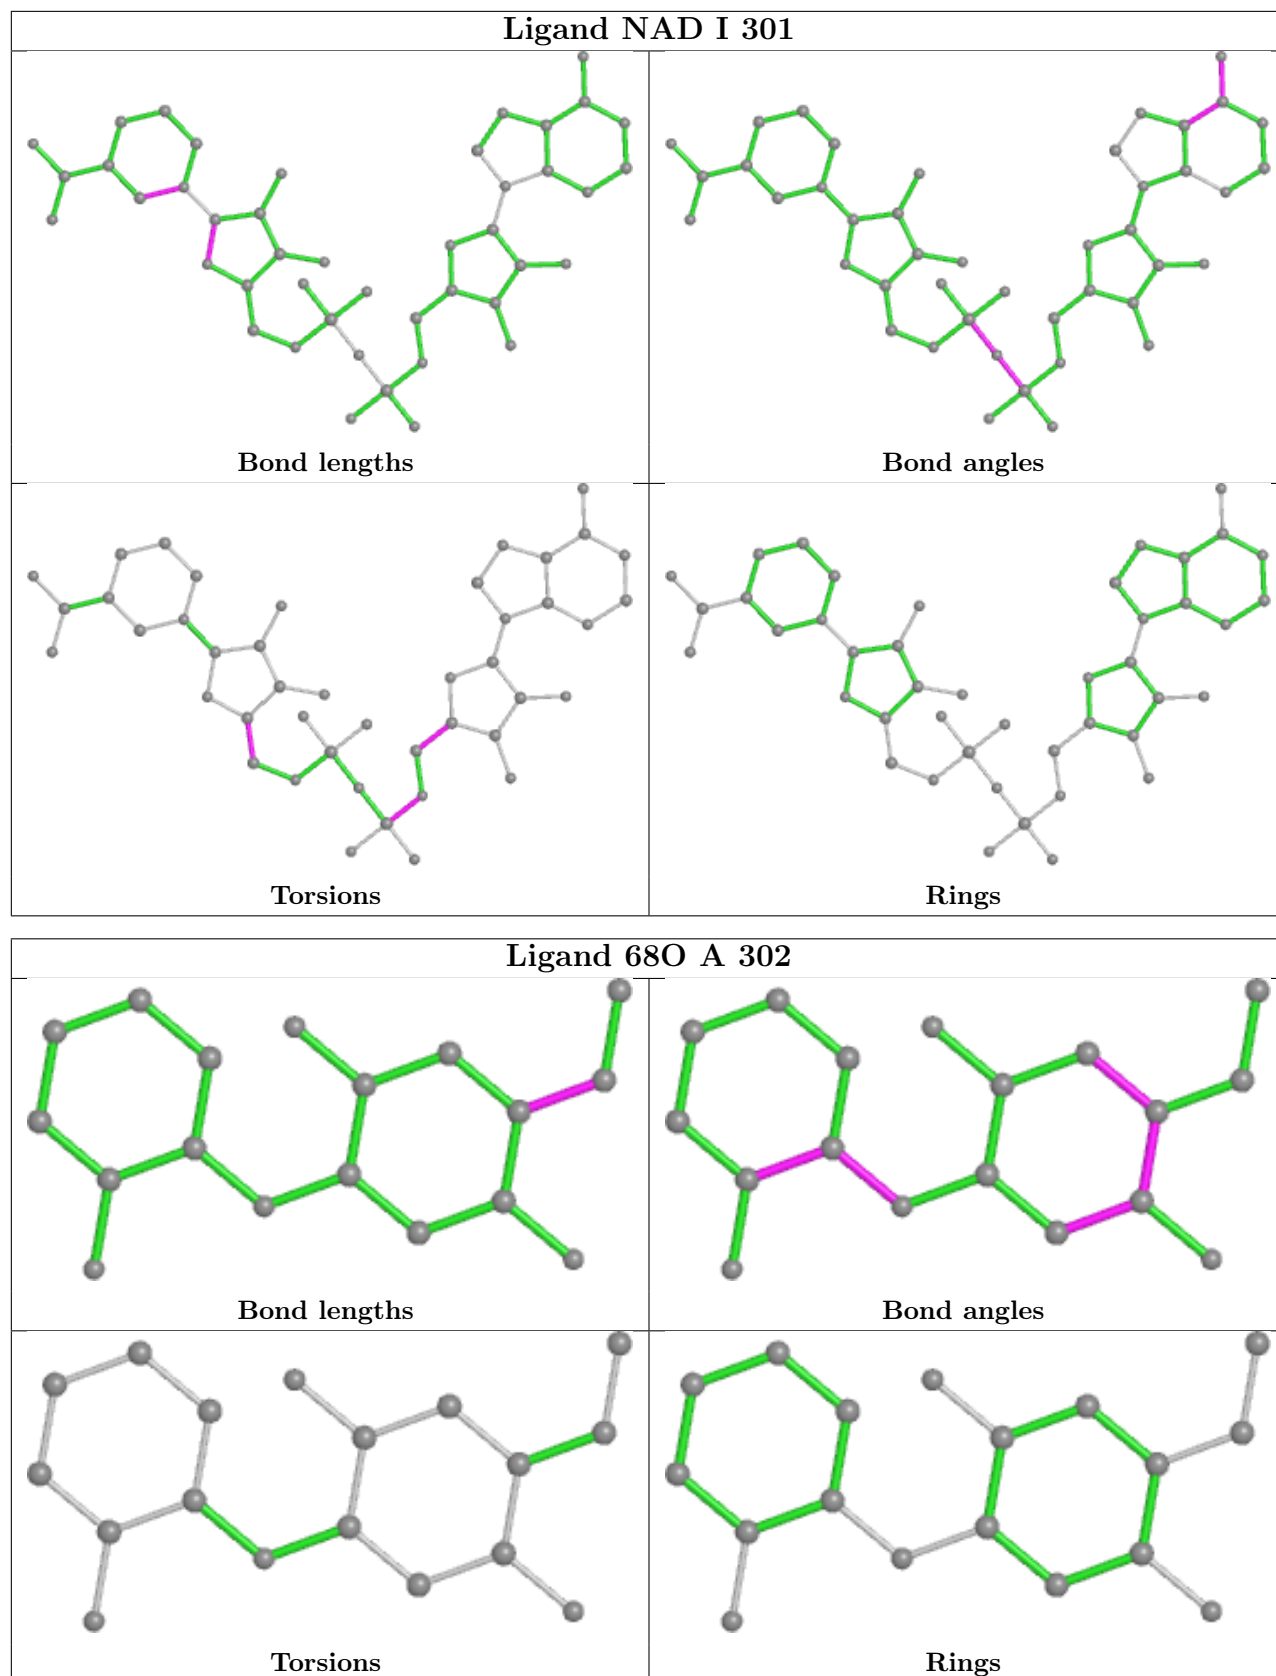 Ligand NAD I 301
Bond lengths
Bond angles
Torsions
Rings
Ligand 68O A 302
Bond lengths
Bond angles
Torsions
Rings